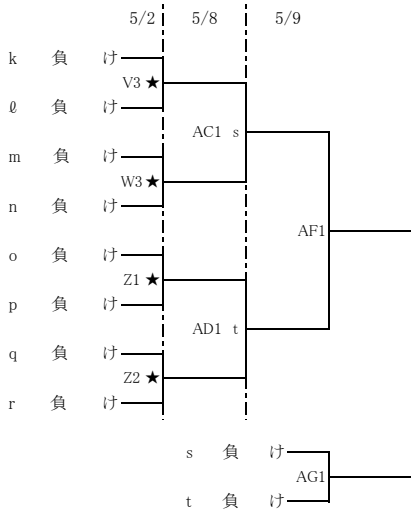 5/2 5/8 5/9
k 負 け
V3 ★
ℓ 負 け
AC1 s
m 負 け
W3 ★
n 負 け
AF1
o 負 け
Z1 ★
p 負 け
AD1 t
q 負 け
Z2 ★
r 負 け
s 負 け
AG1
t 負 け